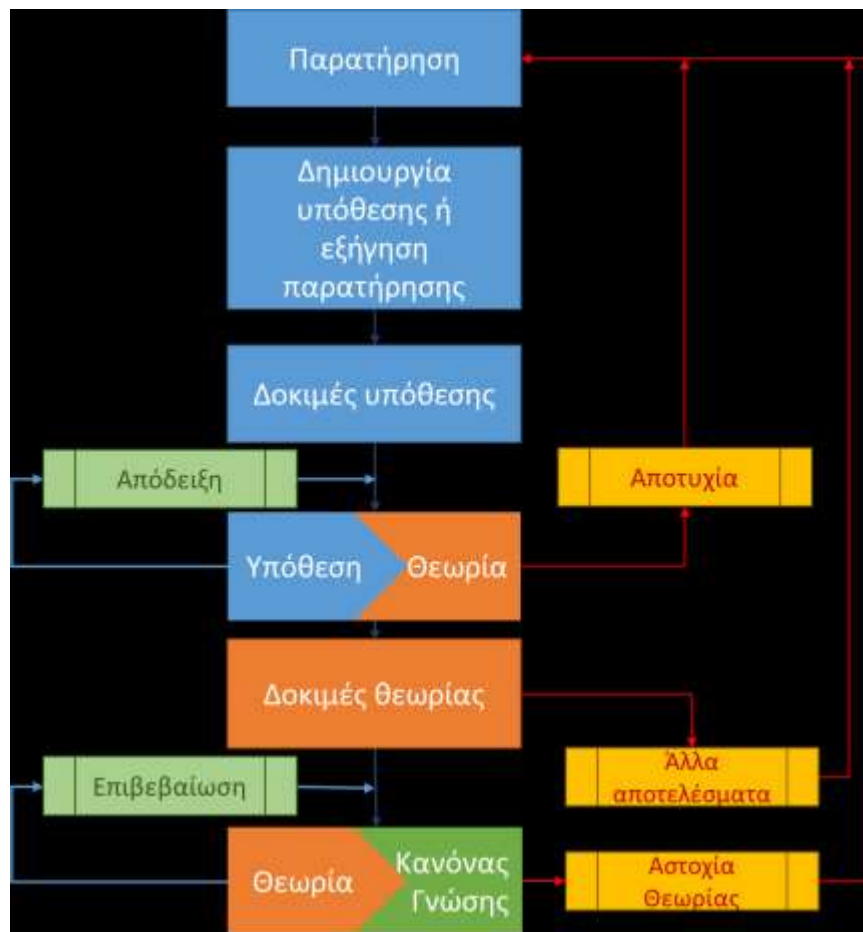 Παρατήρηση
Δημιουργία
υπόθεσης ή
εξήγηση
παρατήρησης
Δοκιμές υπόθεσης
Απόδειξη
Αποτυχία
Υπόθεση
Θεωρία
Δοκιμές θεωρίας
Επιβεβαίωση
Άλλα
αποτελέσματα
Θεωρία
Κανόνας
Γνώσης
Αστοχία
Θεωρίας